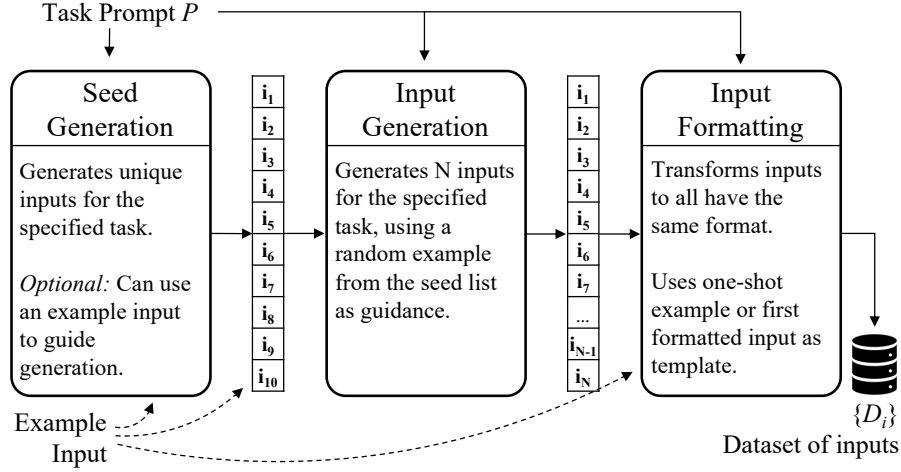 Task Prompt P
Seed
Generation
Generates unique
inputs for the
specified task.
Optional: Can use
an example input
to guide
generation.
i1
i2
i3
i4
i5
i6
i7
i8
i9
i10
Input
Generation
Generates N inputs
for the specified
task, using a
random example
from the seed list
as guidance.
i1
i2
i3
i4
i5
i6
i7
...
iN-1
iN
Input
Formatting
Transforms inputs
to all have the
same format.
Uses one-shot
example or first
formatted input as
template.
Example
Input
{Di}
Dataset of inputs